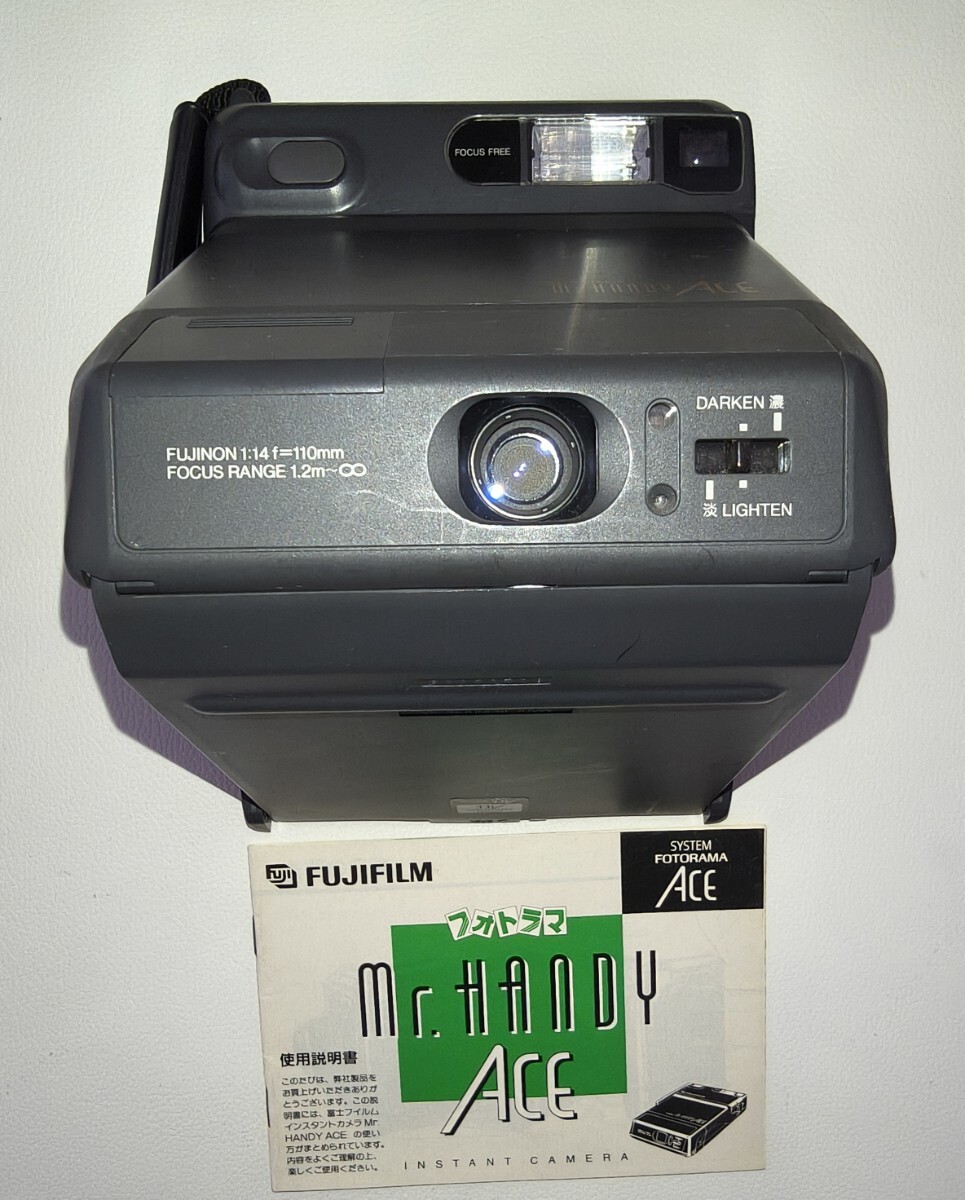 FOCUS FREE
Mr.HANDY ACE
FUJINON 1:14 f=110mm
FOCUS RANGE 1.2m~∞
DARKEN 濃
淡 LIGHTEN
FUJI FUJIFILM
SYSTEM
FOTORAMA
ACE
フォトラマ
Mr.HANDY
ACE
使用説明書
このたびは、弊社製品を
お買上げいただきありが
とうございます。この説
明書には、富士フイルム
インスタントカメラ Mr.
HANDY ACE の使い
方がまとめられています。
内容をよくご理解の上、
楽しくご使用ください。
INSTANT CAMERA